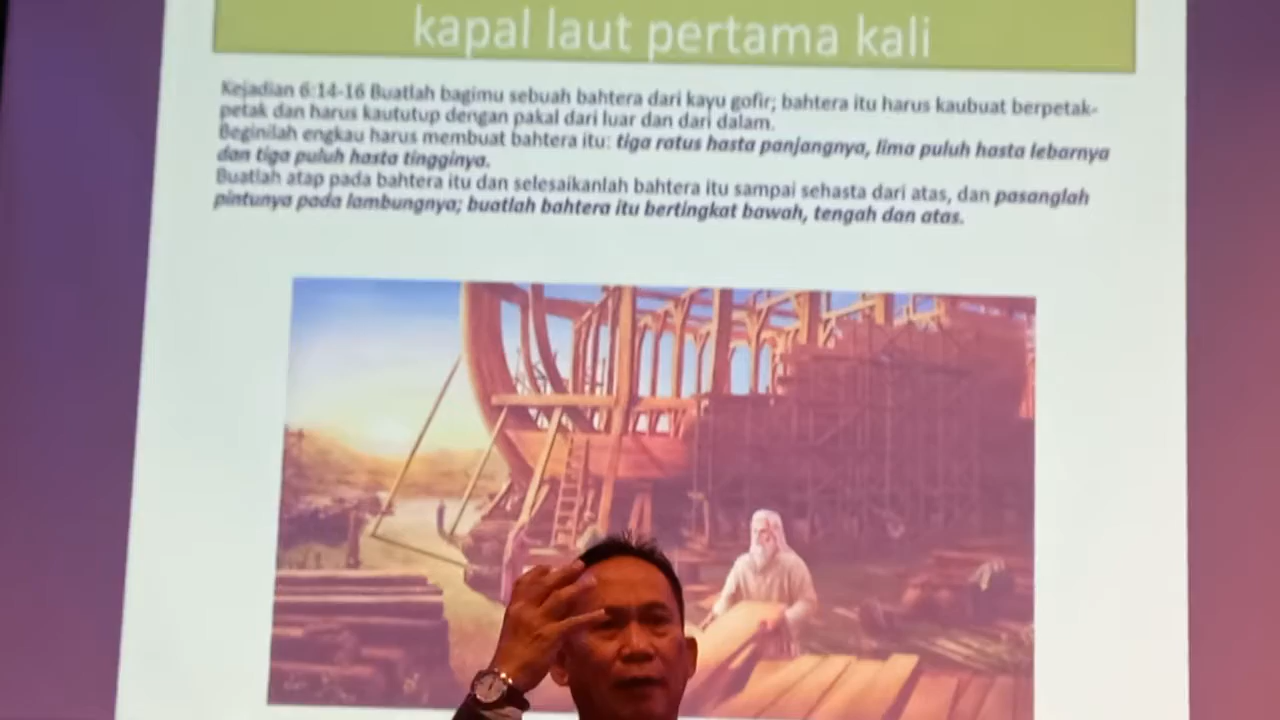 kapal laut pertama kali
Kejadian 6:14-16 Buatlah bagimu sebuah bahtera dari kayu gofir; bahtera itu harus kaubuat berpetak-
petak dan harus kaututup dengan pakal dari luar dan dari dalam.
Beginilah engkau harus membuat bahtera itu: tiga ratus hasta panjangnya, lima puluh hasta lebarnya
dan tiga puluh hasta tingginya.
Buatlah atap pada bahtera itu dan selesaikanlah bahtera itu sampai sehasta dari atas, dan pasanglah
pintunya pada lambungnya; buatlah bahtera itu bertingkat bawah, tengah dan atas.